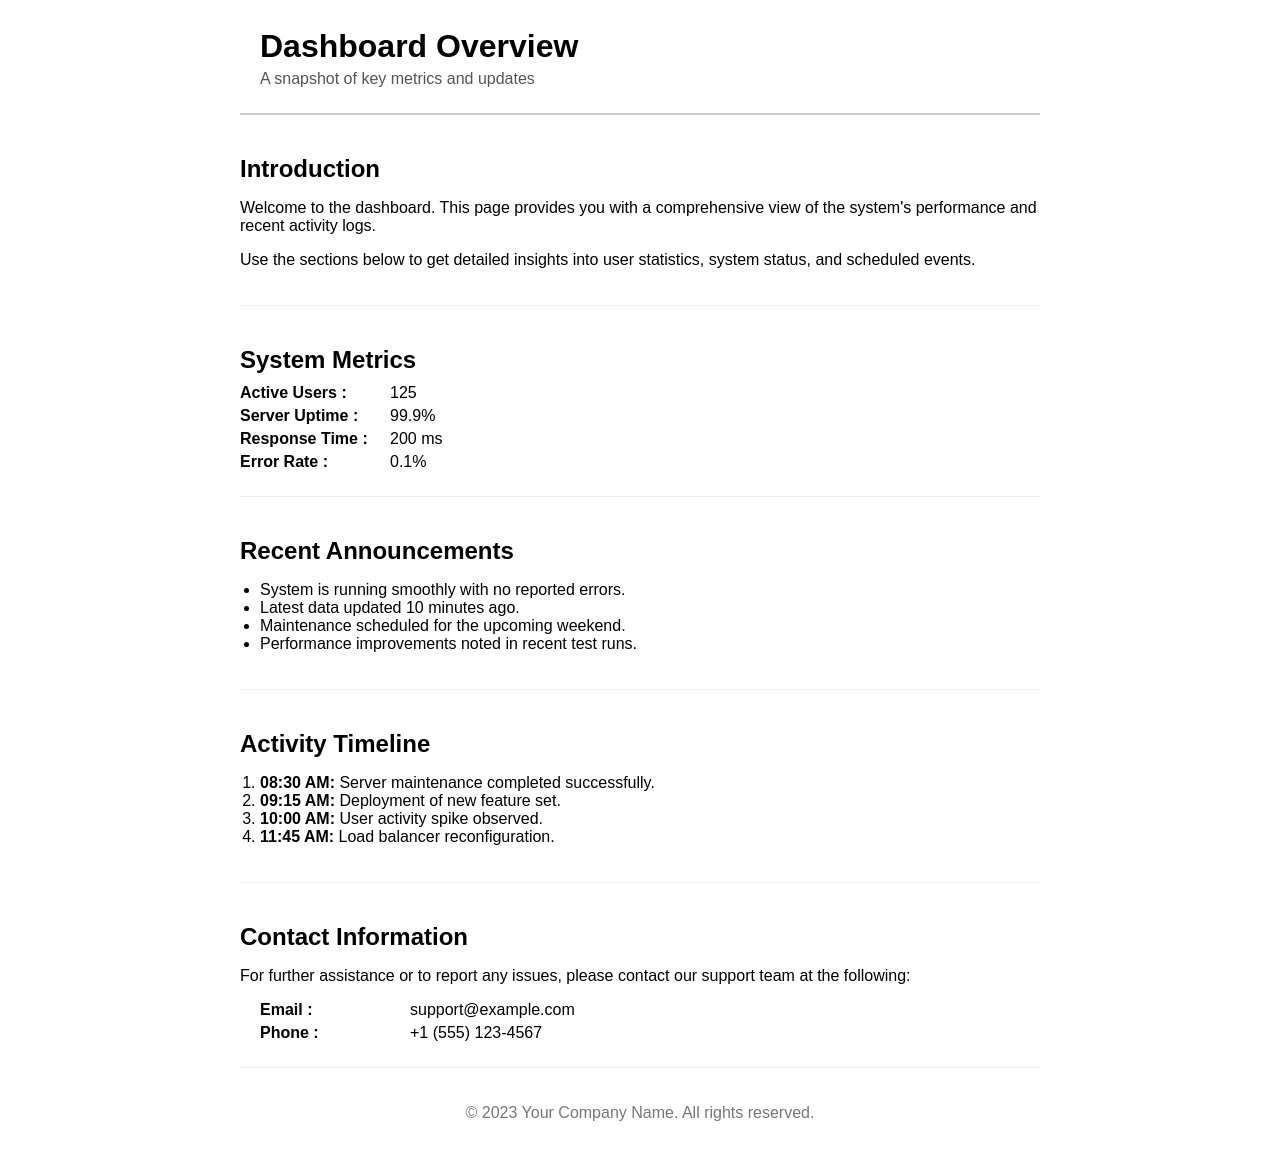 Dashboard Overview
A snapshot of key metrics and updates
Introduction
Welcome to the dashboard. This page provides you with a comprehensive view of the system's performance and
recent activity logs.
Use the sections below to get detailed insights into user statistics, system status, and scheduled events.
System Metrics
Active Users : 125
Server Uptime : 99.9%
Response Time : 200 ms
Error Rate : 0.1%
Recent Announcements
• System is running smoothly with no reported errors.
• Latest data updated 10 minutes ago.
• Maintenance scheduled for the upcoming weekend.
• Performance improvements noted in recent test runs.
Activity Timeline
1. 08:30 AM: Server maintenance completed successfully.
2. 09:15 AM: Deployment of new feature set.
3. 10:00 AM: User activity spike observed.
4. 11:45 AM: Load balancer reconfiguration.
Contact Information
For further assistance or to report any issues, please contact our support team at the following:
Email : support@example.com
Phone : +1 (555) 123-4567
© 2023 Your Company Name. All rights reserved.